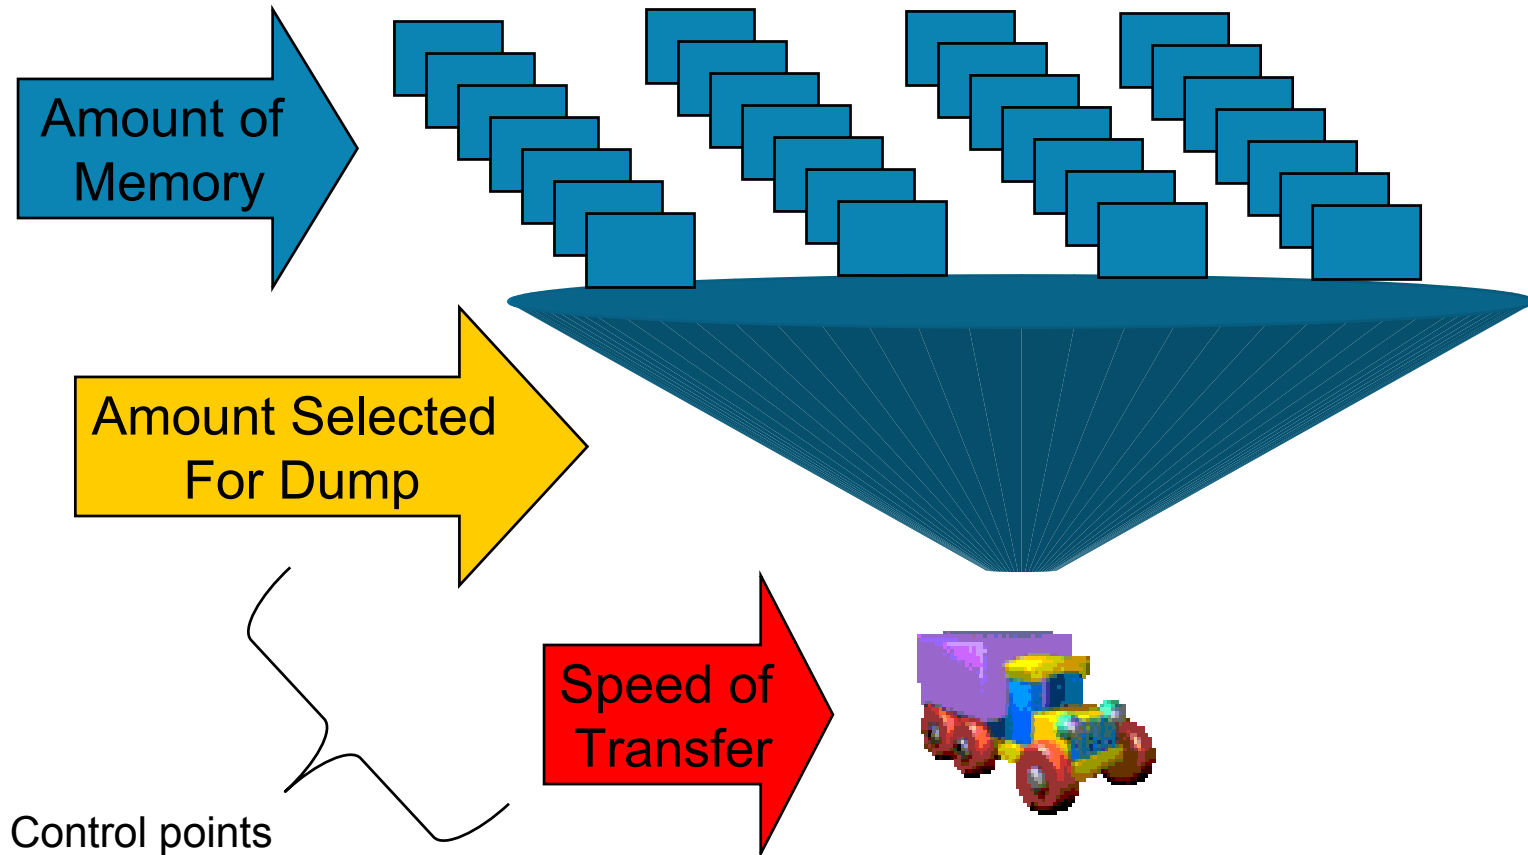 Amount of
Memory
Amount Selected
For Dump
Speed of
Transfer
Control points